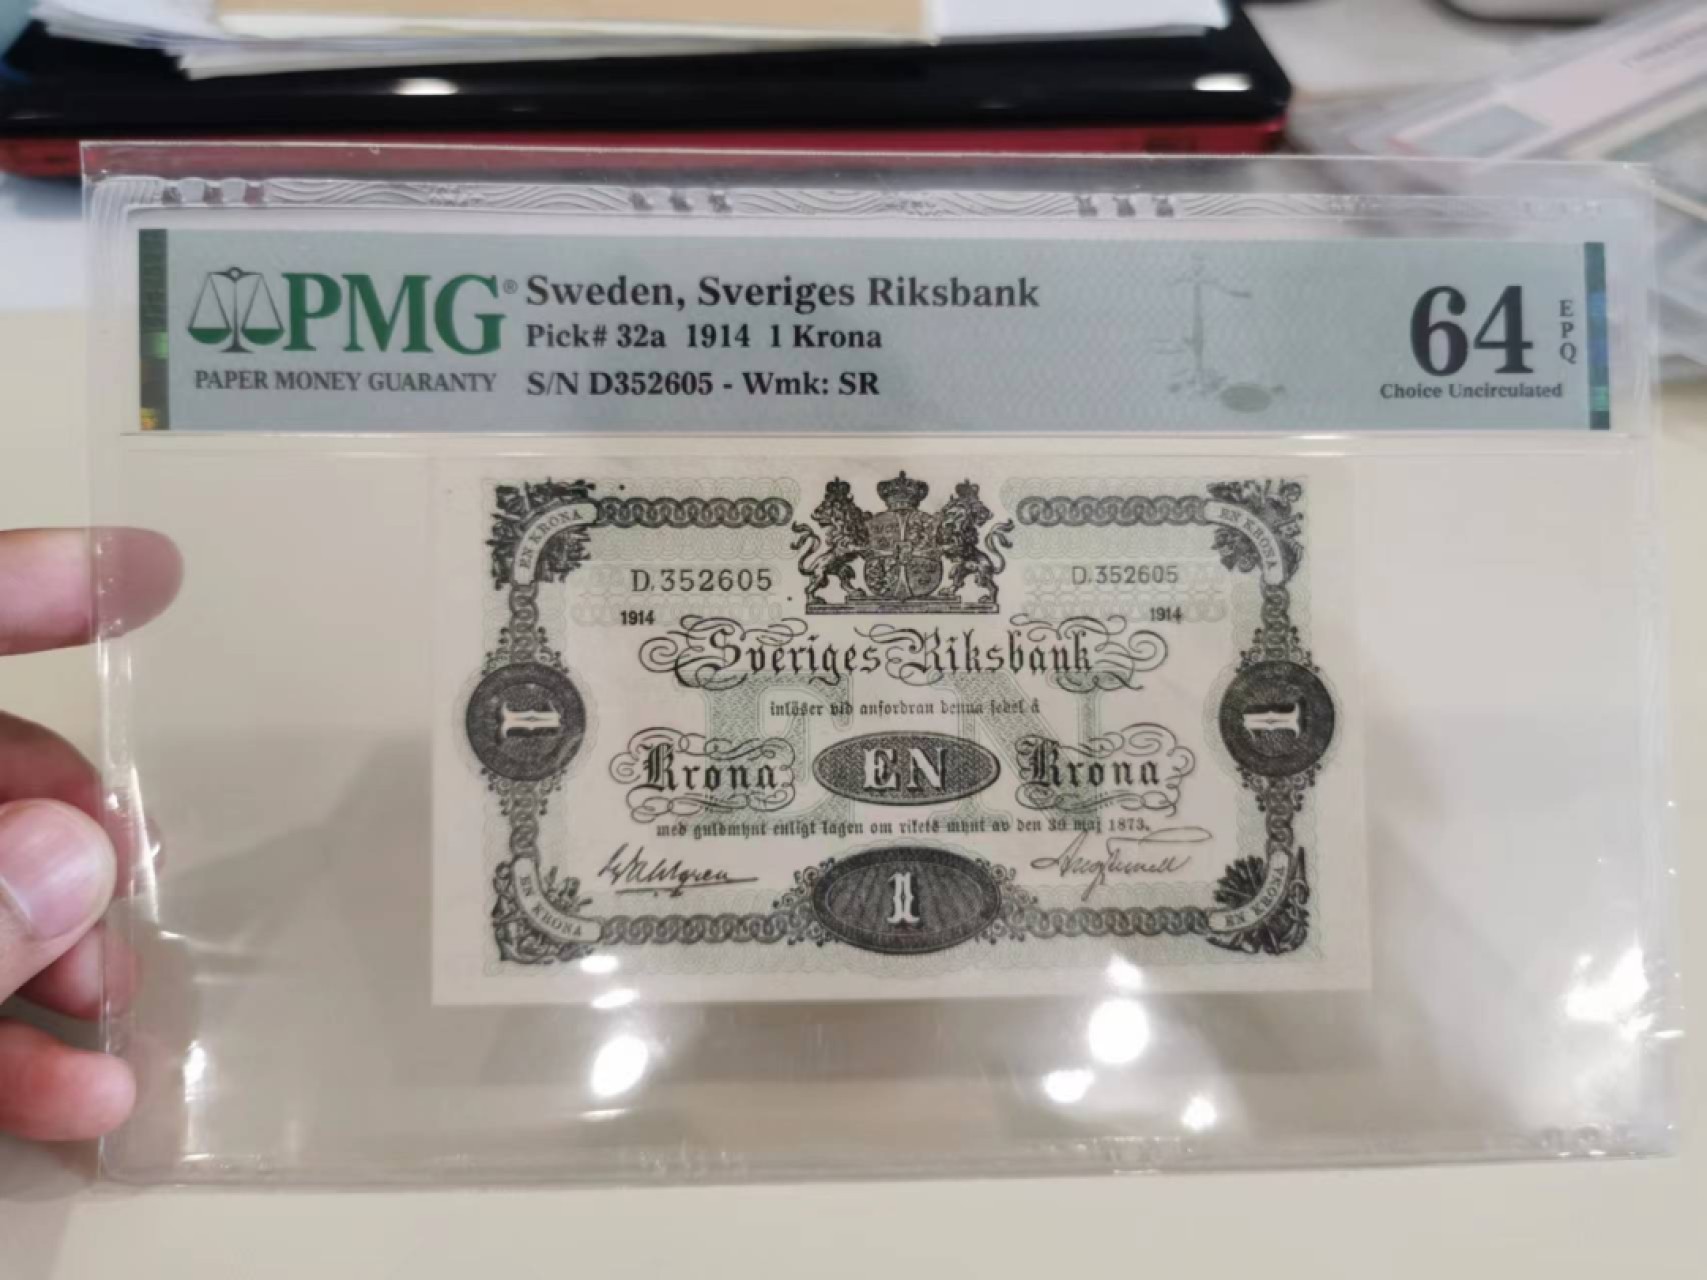 PMG®
PAPER MONEY GUARANTY
Sweden, Sveriges Riksbank
Pick# 32a 1914 1 Krona
S/N D352605 - Wmk: SR
64
EPQ
Choice Uncirculated
EN KRONA
EN KRONA
D.352605
D.352605
1914
1914
Sveriges Riksbank
inlöser vid anfordran denna sedel å
1
1
Krona EN Krona
med guldmynt enligt lagen om rikets mynt av den 30 maj 1873.
1
EN KRONA
EN KRONA